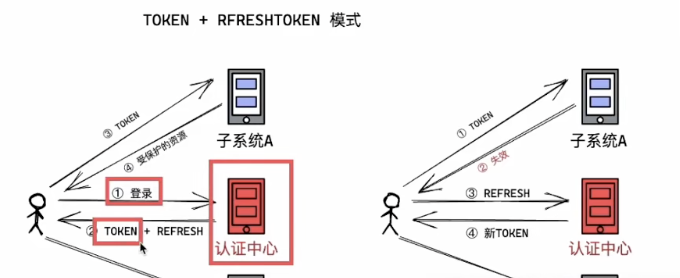 TOKEN + RFRESHTOKEN 模式
③ TOKEN
④ 受保护的资源
子系统A
① 登录
② TOKEN + REFRESH
认证中心
① TOKEN
② 失效
子系统A
③ REFRESH
④ 新TOKEN
认证中心